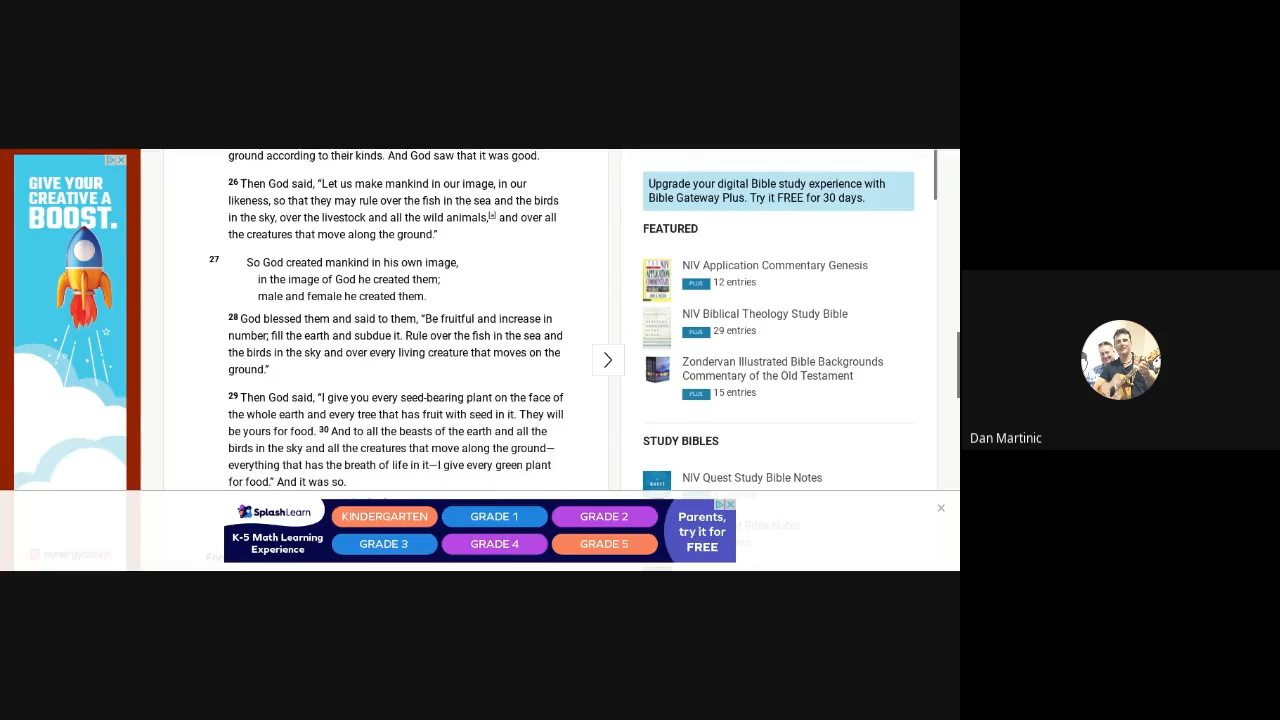 GIVE YOUR
CREATIVE A
BOOST.
ground according to their kinds. And God saw that it was good.
26 Then God said, “Let us make mankind in our image, in our
likeness, so that they may rule over the fish in the sea and the birds
in the sky, over the livestock and all the wild animals,[a] and over all
the creatures that move along the ground.”
27 So God created mankind in his own image,
in the image of God he created them;
male and female he created them.
28 God blessed them and said to them, “Be fruitful and increase in
number; fill the earth and subdue it. Rule over the fish in the sea and
the birds in the sky and over every living creature that moves on the
ground.”
29 Then God said, “I give you every seed-bearing plant on the face of
the whole earth and every tree that has fruit with seed in it. They will
be yours for food. 30 And to all the beasts of the earth and all the
birds in the sky and all the creatures that move along the ground—
everything that has the breath of life in it—I give every green plant
for food.” And it was so.
Upgrade your digital Bible study experience with
Bible Gateway Plus. Try it FREE for 30 days.
FEATURED
NIV Application Commentary Genesis
PLUS 12 entries
NIV Biblical Theology Study Bible
PLUS 29 entries
Zondervan Illustrated Bible Backgrounds
Commentary of the Old Testament
PLUS 15 entries
STUDY BIBLES
NIV Quest Study Bible Notes
Bible Notes
SplashLearn
K-5 Math Learning
Experience
KINDERGARTEN
GRADE 1
GRADE 2
GRADE 3
GRADE 4
GRADE 5
Parents,
try it for
FREE
Dan Martinic